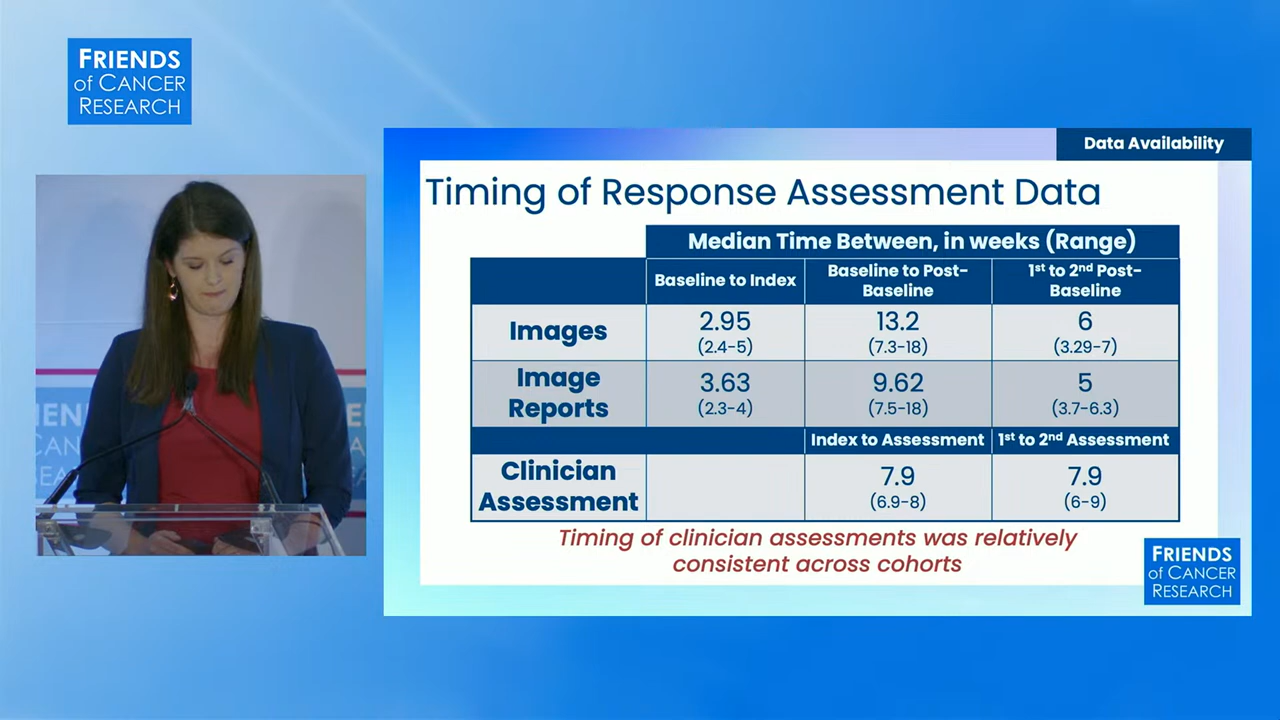 FRIENDS
of CANCER
RESEARCH
Data Availability
Timing of Response Assessment Data
Median Time Between, in weeks (Range)
Baseline to Index
Baseline to Post-
Baseline
1st to 2nd Post-
Baseline
Images
2.95
(2.4-5)
13.2
(7.3-18)
6
(3.29-7)
Image
Reports
3.63
(2.3-4)
9.62
(7.5-18)
5
(3.7-6.3)
Index to Assessment
1st to 2nd Assessment
Clinician
Assessment
7.9
(6.9-8)
7.9
(6-9)
Timing of clinician assessments was relatively
consistent across cohorts
FRIENDS
of CANCER
RESEARCH